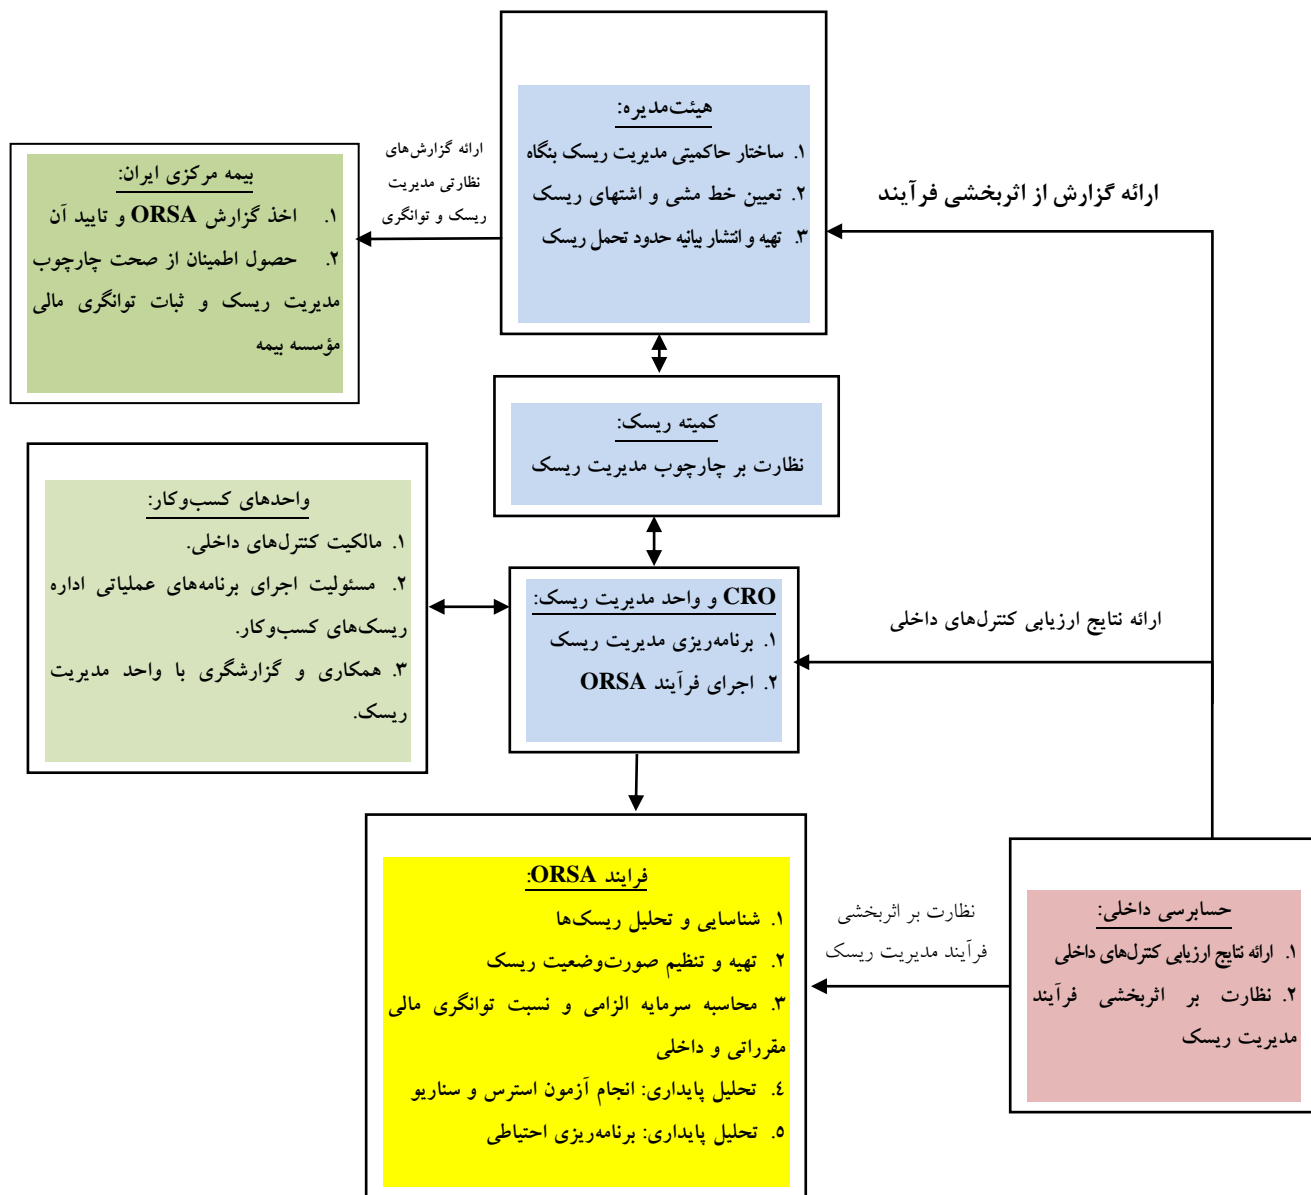 هیئت‌مدیره:
۱. ساختار حاکمیتی مدیریت ریسک بنگاه
۲. تعیین خط مشی و اشتهای ریسک
۳. تهیه و انتشار بیانیه حدود تحمل ریسک
ارائه گزارش از اثربخشی فرآیند
ارائه گزارش‌های
نظارتی مدیریت
ریسک و توانگری
بیمه مرکزی ایران:
۱. اخذ گزارش ORSA و تایید آن
۲. حصول اطمینان از صحت چارچوب
مدیریت ریسک و ثبات توانگری مالی
مؤسسه بیمه
کمیته ریسک:
نظارت بر چارچوب مدیریت ریسک
واحدهای کسب‌وکار:
۱. مالکیت کنترل‌های داخلی.
۲. مسئولیت اجرای برنامه‌های عملیاتی اداره
ریسک‌های کسب‌وکار.
۳. همکاری و گزارشگری با واحد مدیریت
ریسک.
CRO و واحد مدیریت ریسک:
۱. برنامه‌ریزی مدیریت ریسک
۲. اجرای فرآیند ORSA
ارائه نتایج ارزیابی کنترل‌های داخلی
فرایند ORSA:
۱. شناسایی و تحلیل ریسک‌ها
۲. تهیه و تنظیم صورت‌وضعیت ریسک
۳. محاسبه سرمایه الزامی و نسبت توانگری مالی
مقرراتی و داخلی
٤. تحلیل پایداری: انجام آزمون استرس و سناریو
٥. تحلیل پایداری: برنامه‌ریزی احتیاطی
نظارت بر اثربخشی
فرآیند مدیریت ریسک
حسابرسی داخلی:
۱. ارائه نتایج ارزیابی کنترل‌های داخلی
۲. نظارت بر اثربخشی فرآیند
مدیریت ریسک